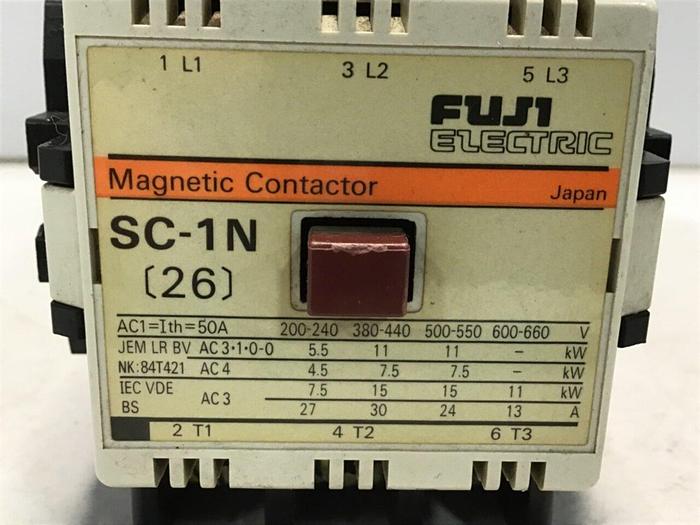 1 L1 3 L2 5 L3
FUJI
ELECTRIC
Magnetic Contactor Japan
SC-1N
(26)
AC1=Ith=50A 200-240 380-440 500-550 600-660 V
JEM LR BV AC3·1·0-0 5.5 11 11 – kW
NK:84T421 AC4 4.5 7.5 7.5 – kW
IEC VDE AC3 7.5 15 15 11 kW
BS 27 30 24 13 A
2 T1 4 T2 6 T3